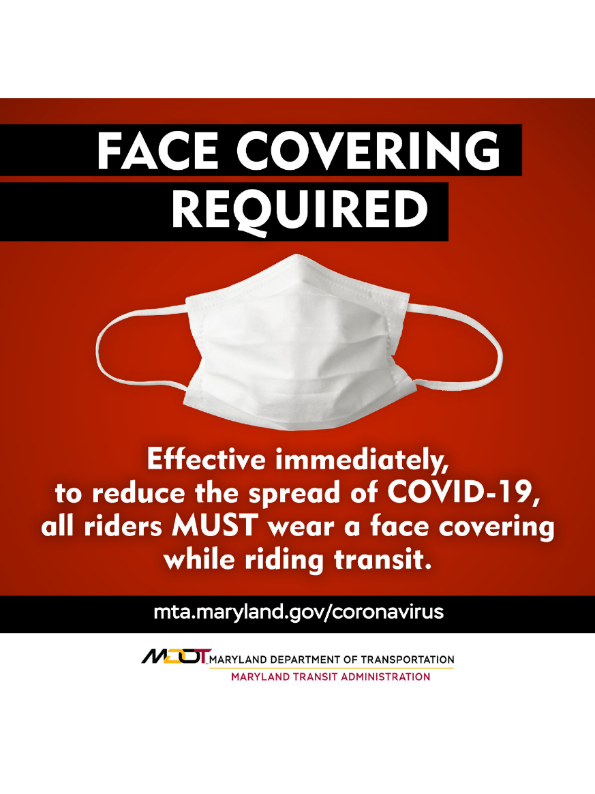 FACE COVERING
REQUIRED
Effective immediately,
to reduce the spread of COVID-19,
all riders MUST wear a face covering
while riding transit.
mta.maryland.gov/coronavirus
MDOT MARYLAND DEPARTMENT OF TRANSPORTATION
MARYLAND TRANSIT ADMINISTRATION